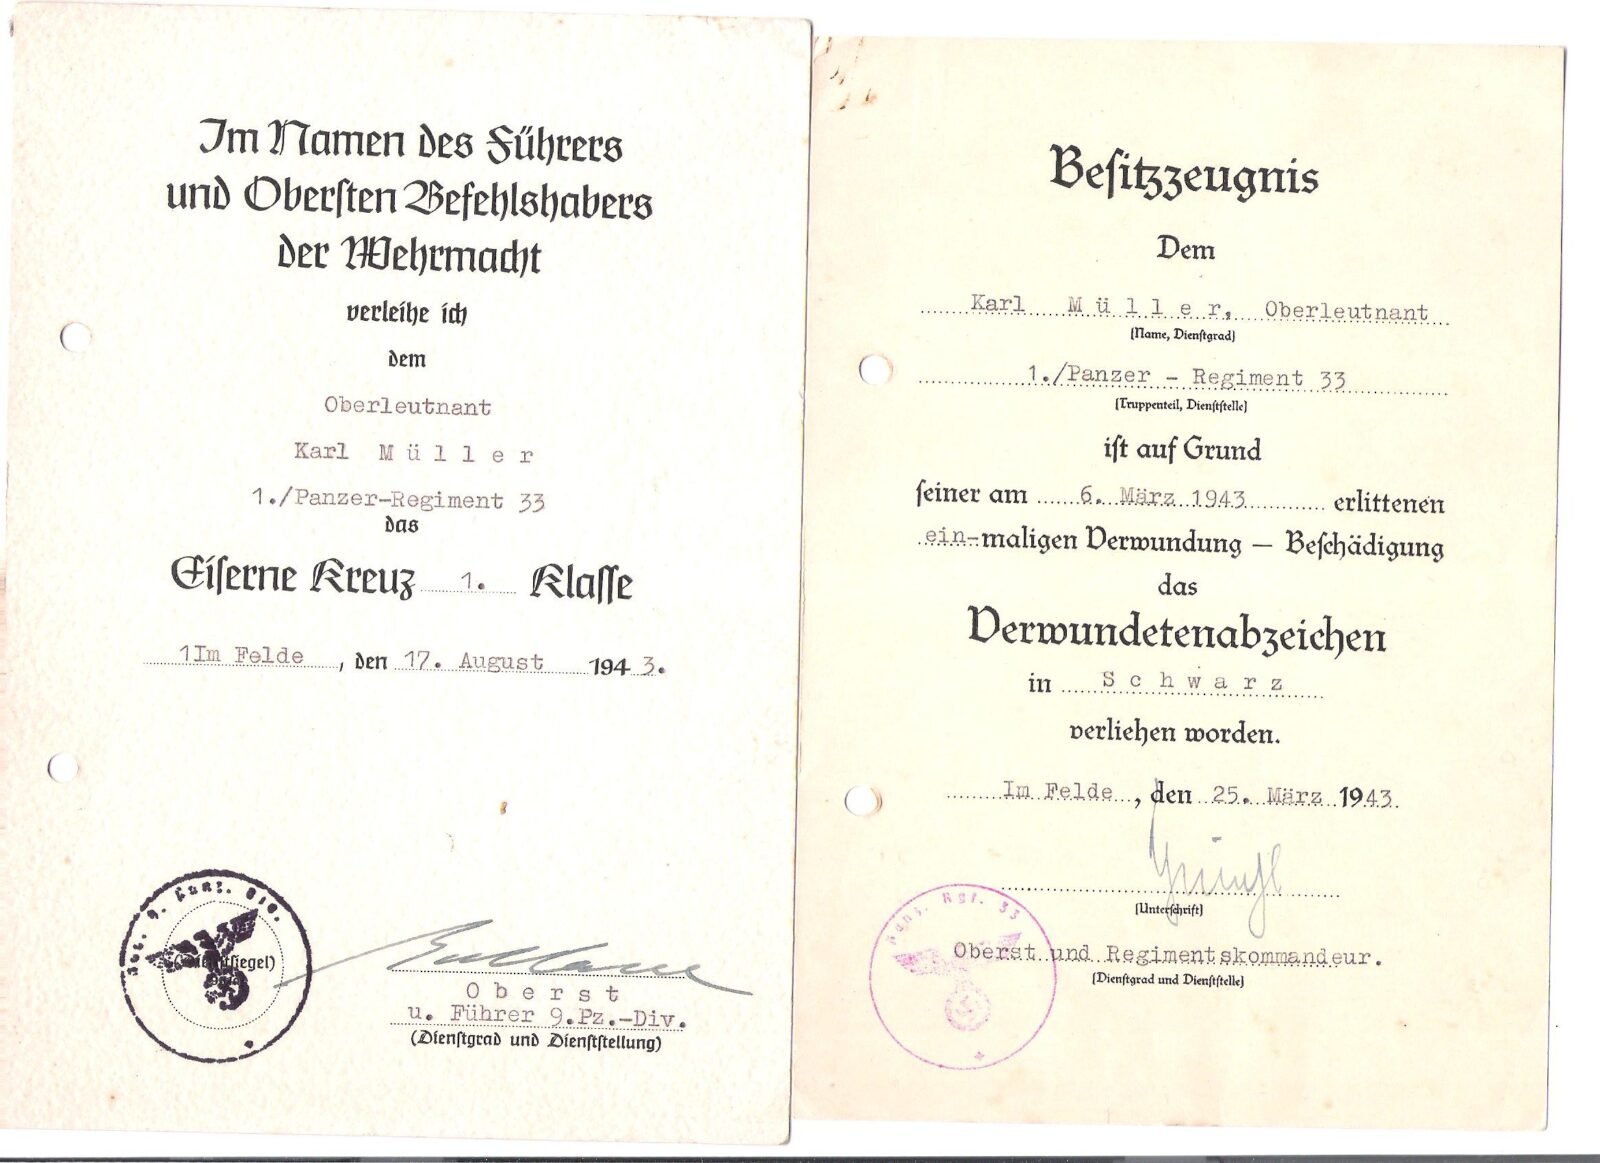 Im Namen des Führers
und Obersten Befehlshabers
der Wehrmacht
verleihe ich
dem
Oberleutnant
Karl M ü l l e r
1./Panzer-Regiment 33
das
Eiserne Kreuz 1. Klasse
1Im Felde , den 17. August 1943.
O b e r s t
u. Führer 9.Pz.-Div.
(Dienstgrad und Dienststellung)
Besitzzeugnis
Dem
Karl M ü l l e r, Oberleutnant
(Name, Dienstgrad)
1./Panzer - Regiment 33
(Truppenteil, Dienststelle)
ist auf Grund
seiner am 6. März 1943 erlittenen
ein-maligen Verwundung — Beschädigung
das
Verwundetenabzeichen
in S c h w a r z
verliehen worden.
Im Felde , den 25. März 1943
(Unterschrift)
Panz. Rgt. 33
Oberst und Regimentskommandeur.
(Dienstgrad und Dienststelle)